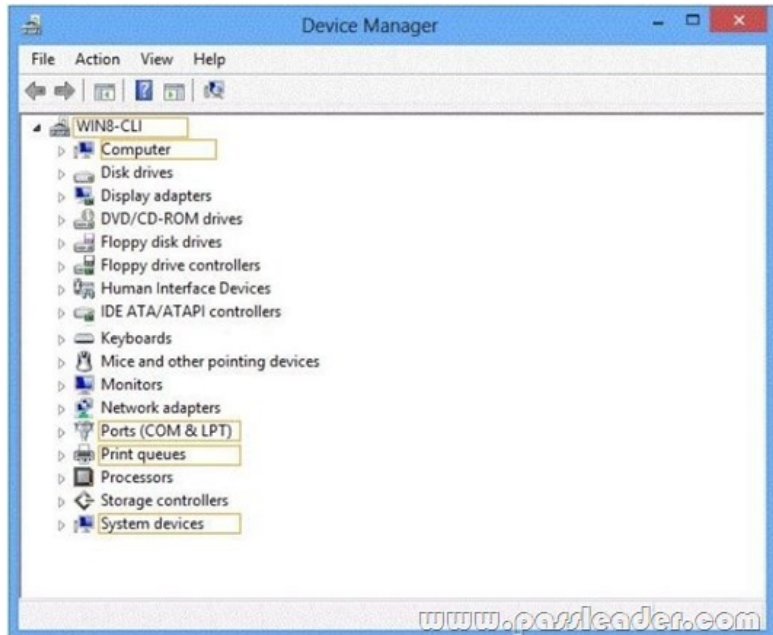 Device Manager
File Action View Help
WIN8-CLI
Computer
Disk drives
Display adapters
DVD/CD-ROM drives
Floppy disk drives
Floppy drive controllers
Human Interface Devices
IDE ATA/ATAPI controllers
Keyboards
Mice and other pointing devices
Monitors
Network adapters
Ports (COM & LPT)
Print queues
Processors
Storage controllers
System devices
www.passleader.com